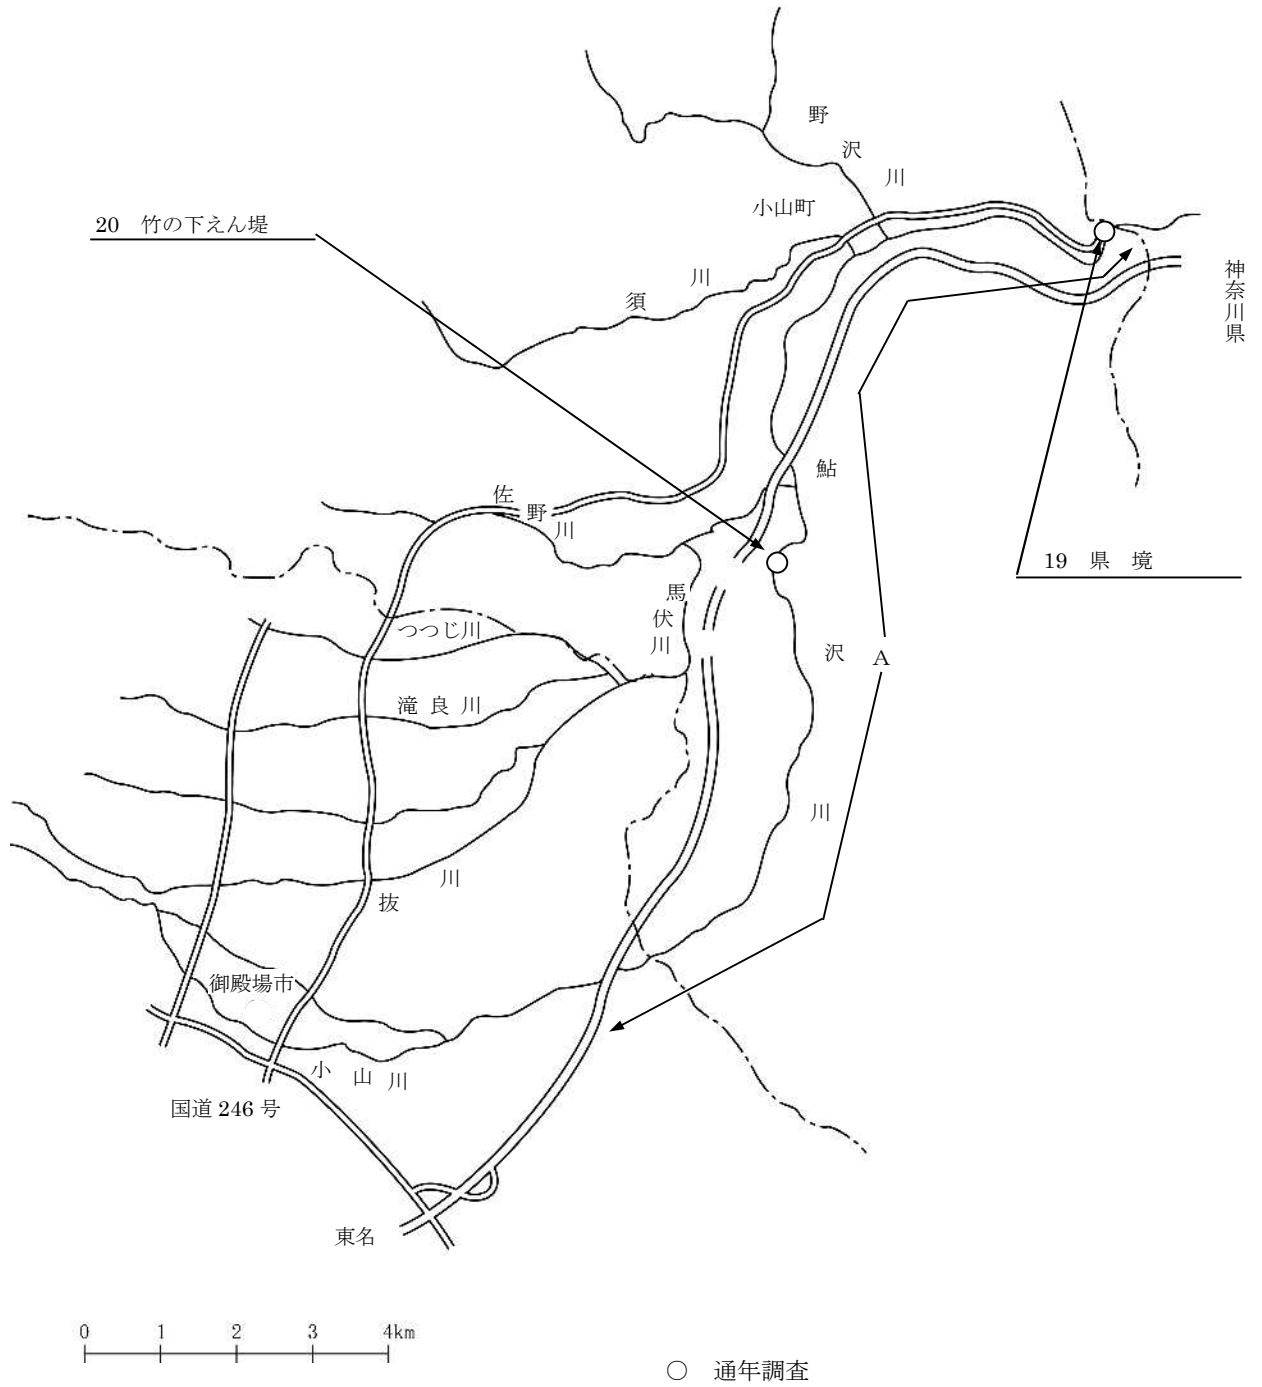 野沢川
小山町
20 竹の下えん堤
神奈川県
須川
鮎沢川
佐野川
19 県 境
馬伏川
つつじ川
A
滝良川
抜川
御殿場市
小山川
国道 246 号
東名
0 1 2 3 4km
○ 通年調査